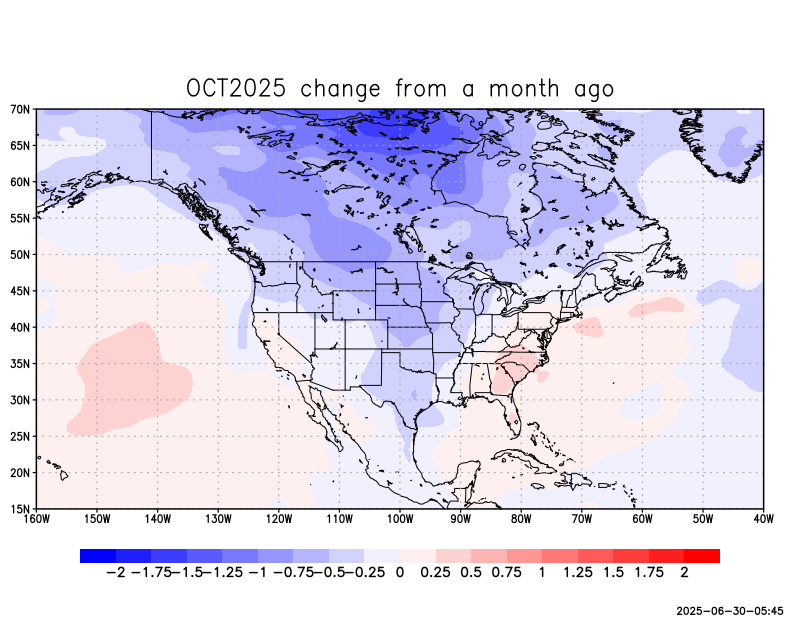 OCT2025 change from a month ago
70N
65N
60N
55N
50N
45N
40N
35N
30N
25N
20N
15N
160W 150W 140W 130W 120W 110W 100W 90W 80W 70W 60W 50W 40W
−2 −1.75 −1.5 −1.25 −1 −0.75 −0.5 −0.25 0 0.25 0.5 0.75 1 1.25 1.5 1.75 2
2025−06−30−05:45